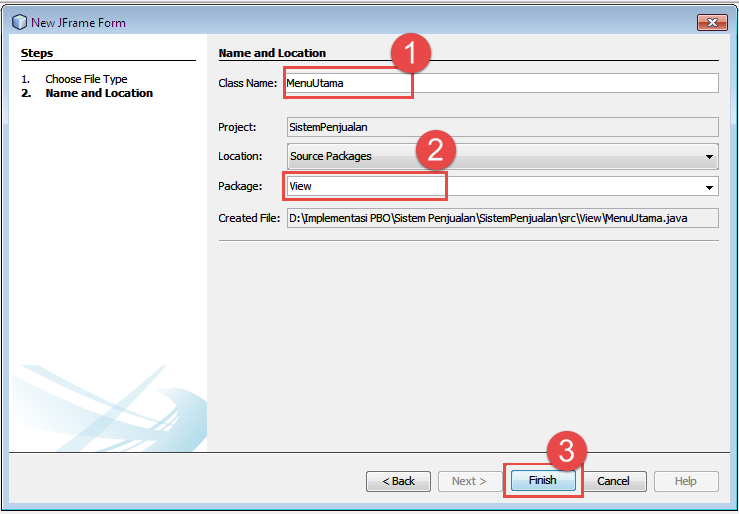 New JFrame Form
Steps
1. Choose File Type
2. Name and Location
Name and Location
1
Class Name: MenuUtama
Project: SistemPenjualan
2
Location: Source Packages
Package: View
Created File: D:\Implementasi PBO\Sistem Penjualan\SistemPenjualan\src\View\MenuUtama.java
3
< Back Next > Finish Cancel Help